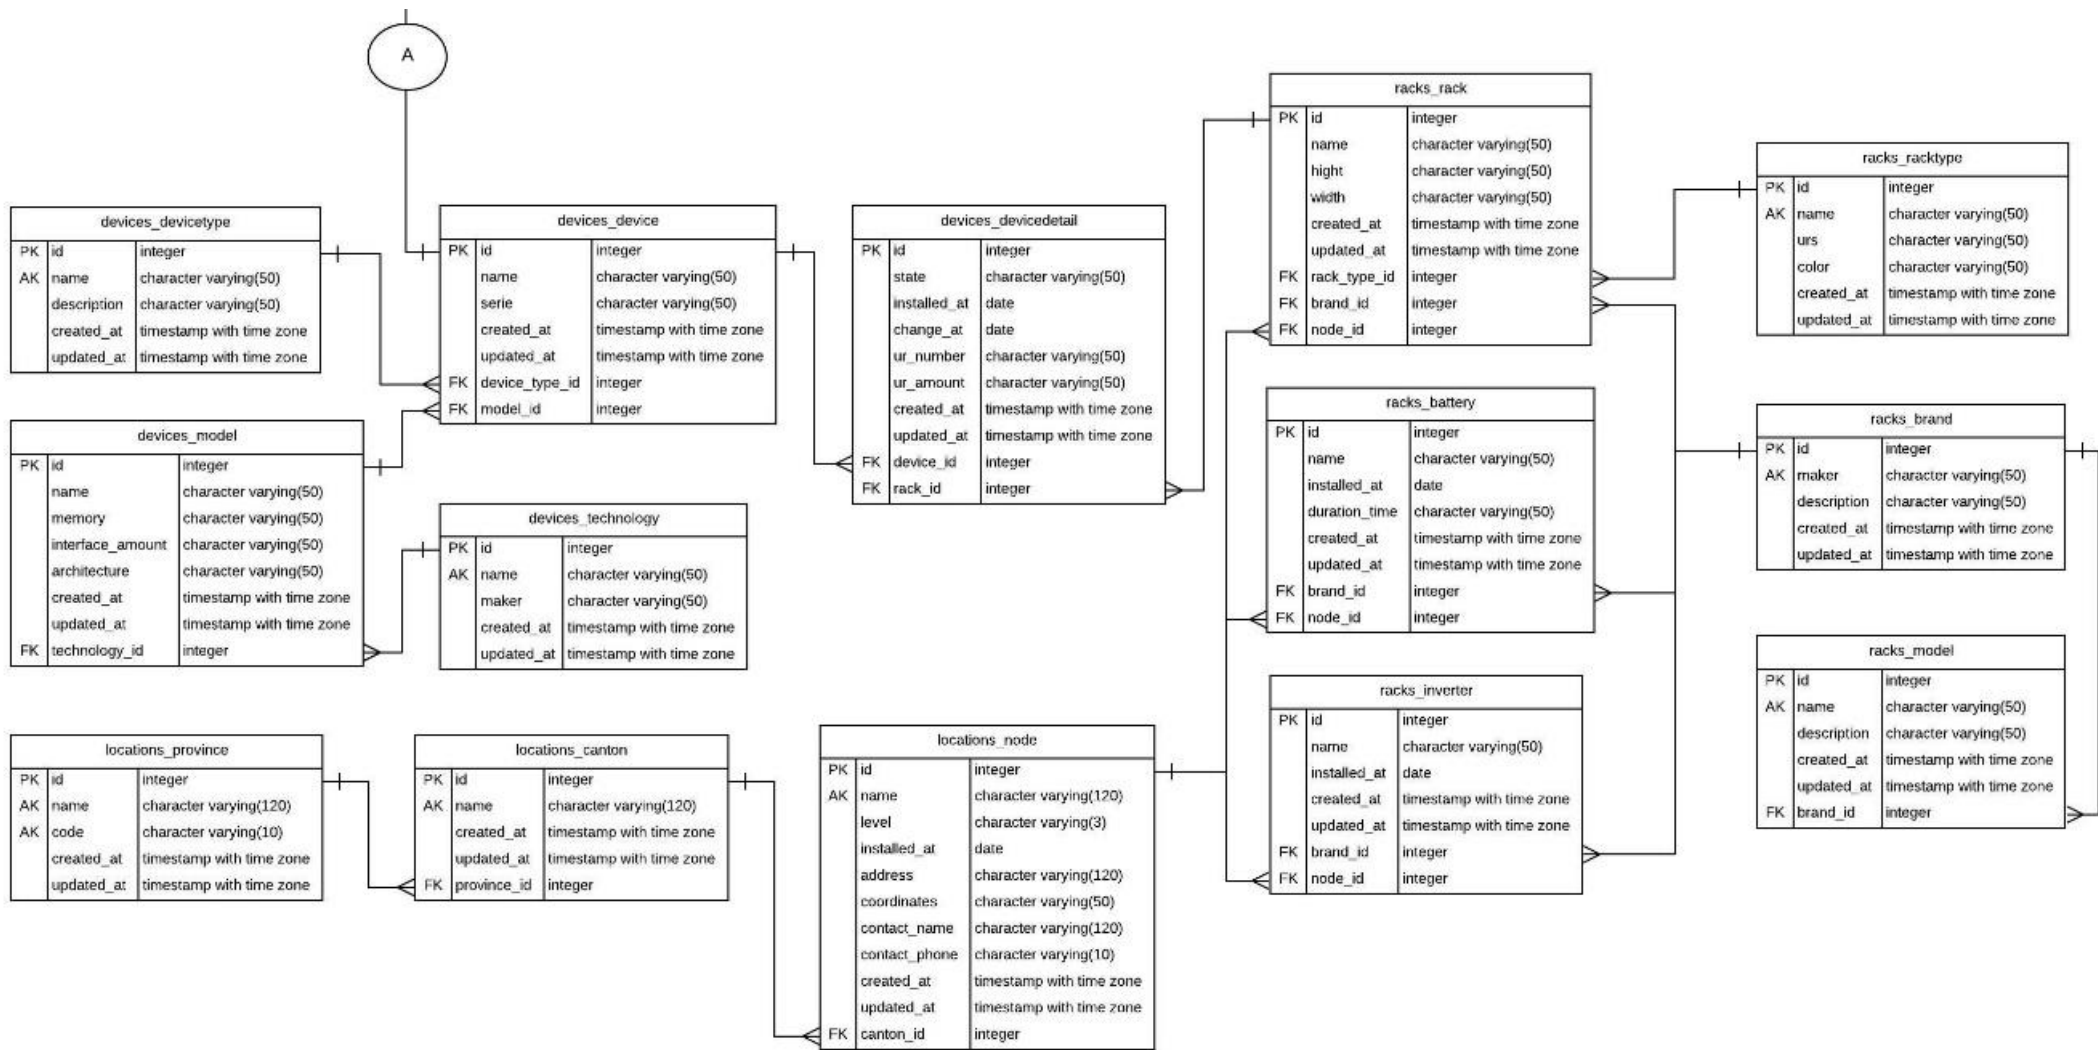 A
devices_devicetype
PK id integer
AK name character varying(50)
description character varying(50)
created_at timestamp with time zone
updated_at timestamp with time zone
devices_device
PK id integer
name character varying(50)
serie character varying(50)
created_at timestamp with time zone
updated_at timestamp with time zone
FK device_type_id integer
FK model_id integer
devices_devicedetail
PK id integer
state character varying(50)
installed_at date
change_at date
ur_number character varying(50)
ur_amount character varying(50)
created_at timestamp with time zone
updated_at timestamp with time zone
FK device_id integer
FK rack_id integer
racks_rack
PK id integer
name character varying(50)
hight character varying(50)
width character varying(50)
created_at timestamp with time zone
updated_at timestamp with time zone
FK rack_type_id integer
FK brand_id integer
FK node_id integer
racks_racktype
PK id integer
AK name character varying(50)
urs character varying(50)
color character varying(50)
created_at timestamp with time zone
updated_at timestamp with time zone
devices_model
PK id integer
name character varying(50)
memory character varying(50)
interface_amount character varying(50)
architecture character varying(50)
created_at timestamp with time zone
updated_at timestamp with time zone
FK technology_id integer
devices_technology
PK id integer
AK name character varying(50)
maker character varying(50)
created_at timestamp with time zone
updated_at timestamp with time zone
racks_battery
PK id integer
name character varying(50)
installed_at date
duration_time character varying(50)
created_at timestamp with time zone
updated_at timestamp with time zone
FK brand_id integer
FK node_id integer
racks_brand
PK id integer
AK maker character varying(50)
description character varying(50)
created_at timestamp with time zone
updated_at timestamp with time zone
locations_province
PK id integer
AK name character varying(120)
AK code character varying(10)
created_at timestamp with time zone
updated_at timestamp with time zone
locations_canton
PK id integer
AK name character varying(120)
created_at timestamp with time zone
updated_at timestamp with time zone
FK province_id integer
locations_node
PK id integer
AK name character varying(120)
level character varying(3)
installed_at date
address character varying(120)
coordinates character varying(50)
contact_name character varying(120)
contact_phone character varying(10)
created_at timestamp with time zone
updated_at timestamp with time zone
FK canton_id integer
racks_inverter
PK id integer
name character varying(50)
installed_at date
created_at timestamp with time zone
updated_at timestamp with time zone
FK brand_id integer
FK node_id integer
racks_model
PK id integer
AK name character varying(50)
description character varying(50)
created_at timestamp with time zone
updated_at timestamp with time zone
FK brand_id integer